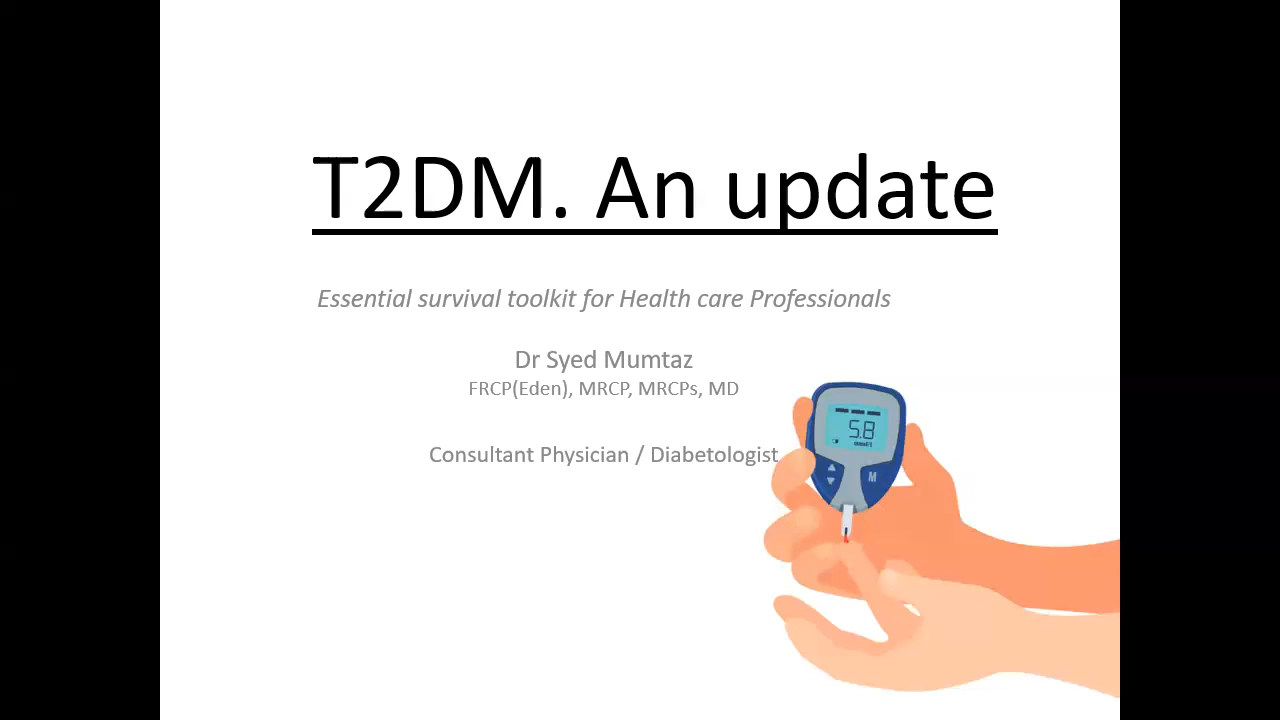 T2DM. An update
Essential survival toolkit for Health care Professionals
Dr Syed Mumtaz
FRCP(Eden), MRCP, MRCPs, MD
Consultant Physician / Diabetologist
5.8
mmol/l
M